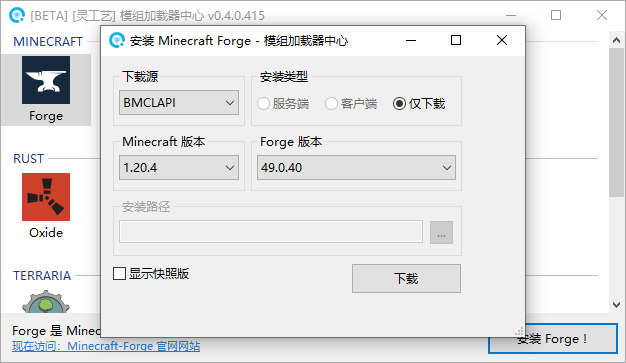 [BETA] [灵工艺] 模组加载器中心 v0.4.0.415
MINECRAFT
Forge
RUST
Oxide
TERRARIA
安装 Minecraft Forge - 模组加载器中心
下载源
BMCLAPI
安装类型
服务端 客户端 仅下载
Minecraft 版本
1.20.4
Forge 版本
49.0.40
安装路径
...
显示快照版
下载
Forge 是 Minec
现在访问：Minecraft-Forge 官网网站
安装 Forge！